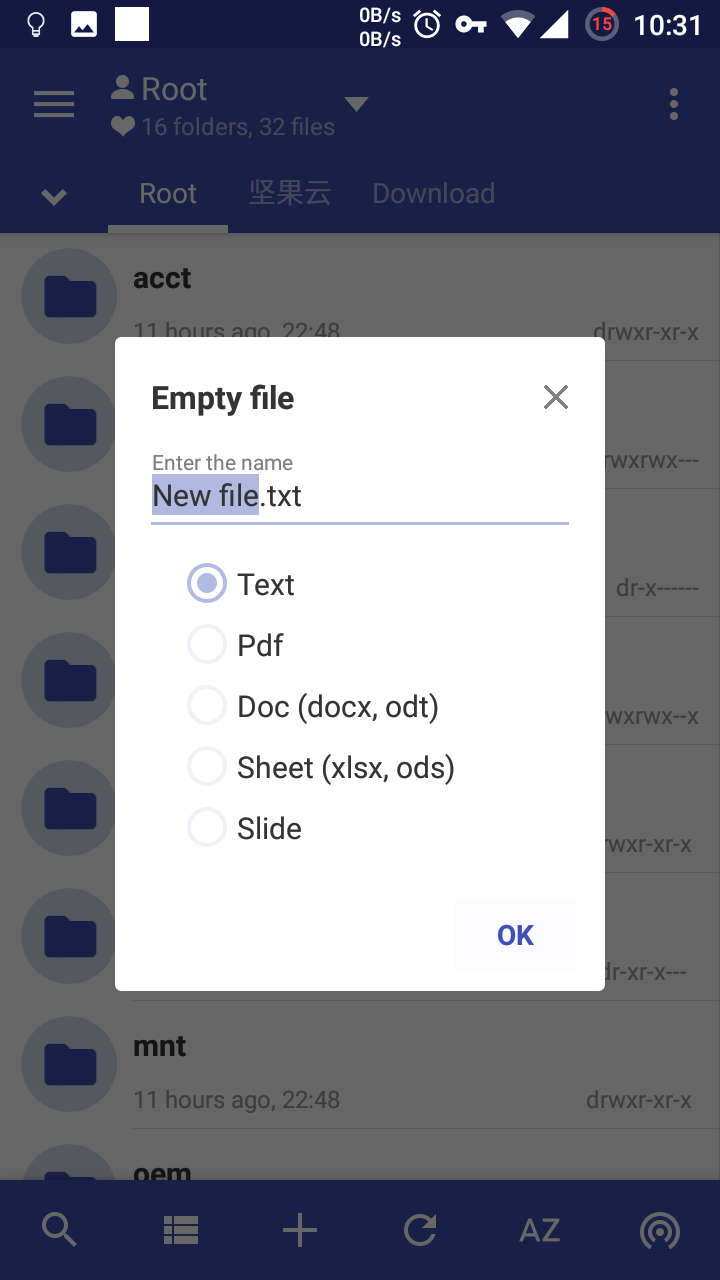 0B/s
0B/s
15
10:31
Root
16 folders, 32 files
Root 坚果云 Download
acct
11 hours ago, 22:48 drwxr-xr-x
Empty file
Enter the name
rwxrwx---
New file.txt
Text
dr-x------
Pdf
Doc (docx, odt)
wxrwx--x
Sheet (xlsx, ods)
Slide
rwxr-xr-x
OK
dr-xr-x---
mnt
11 hours ago, 22:48 drwxr-xr-x
oem
AZ